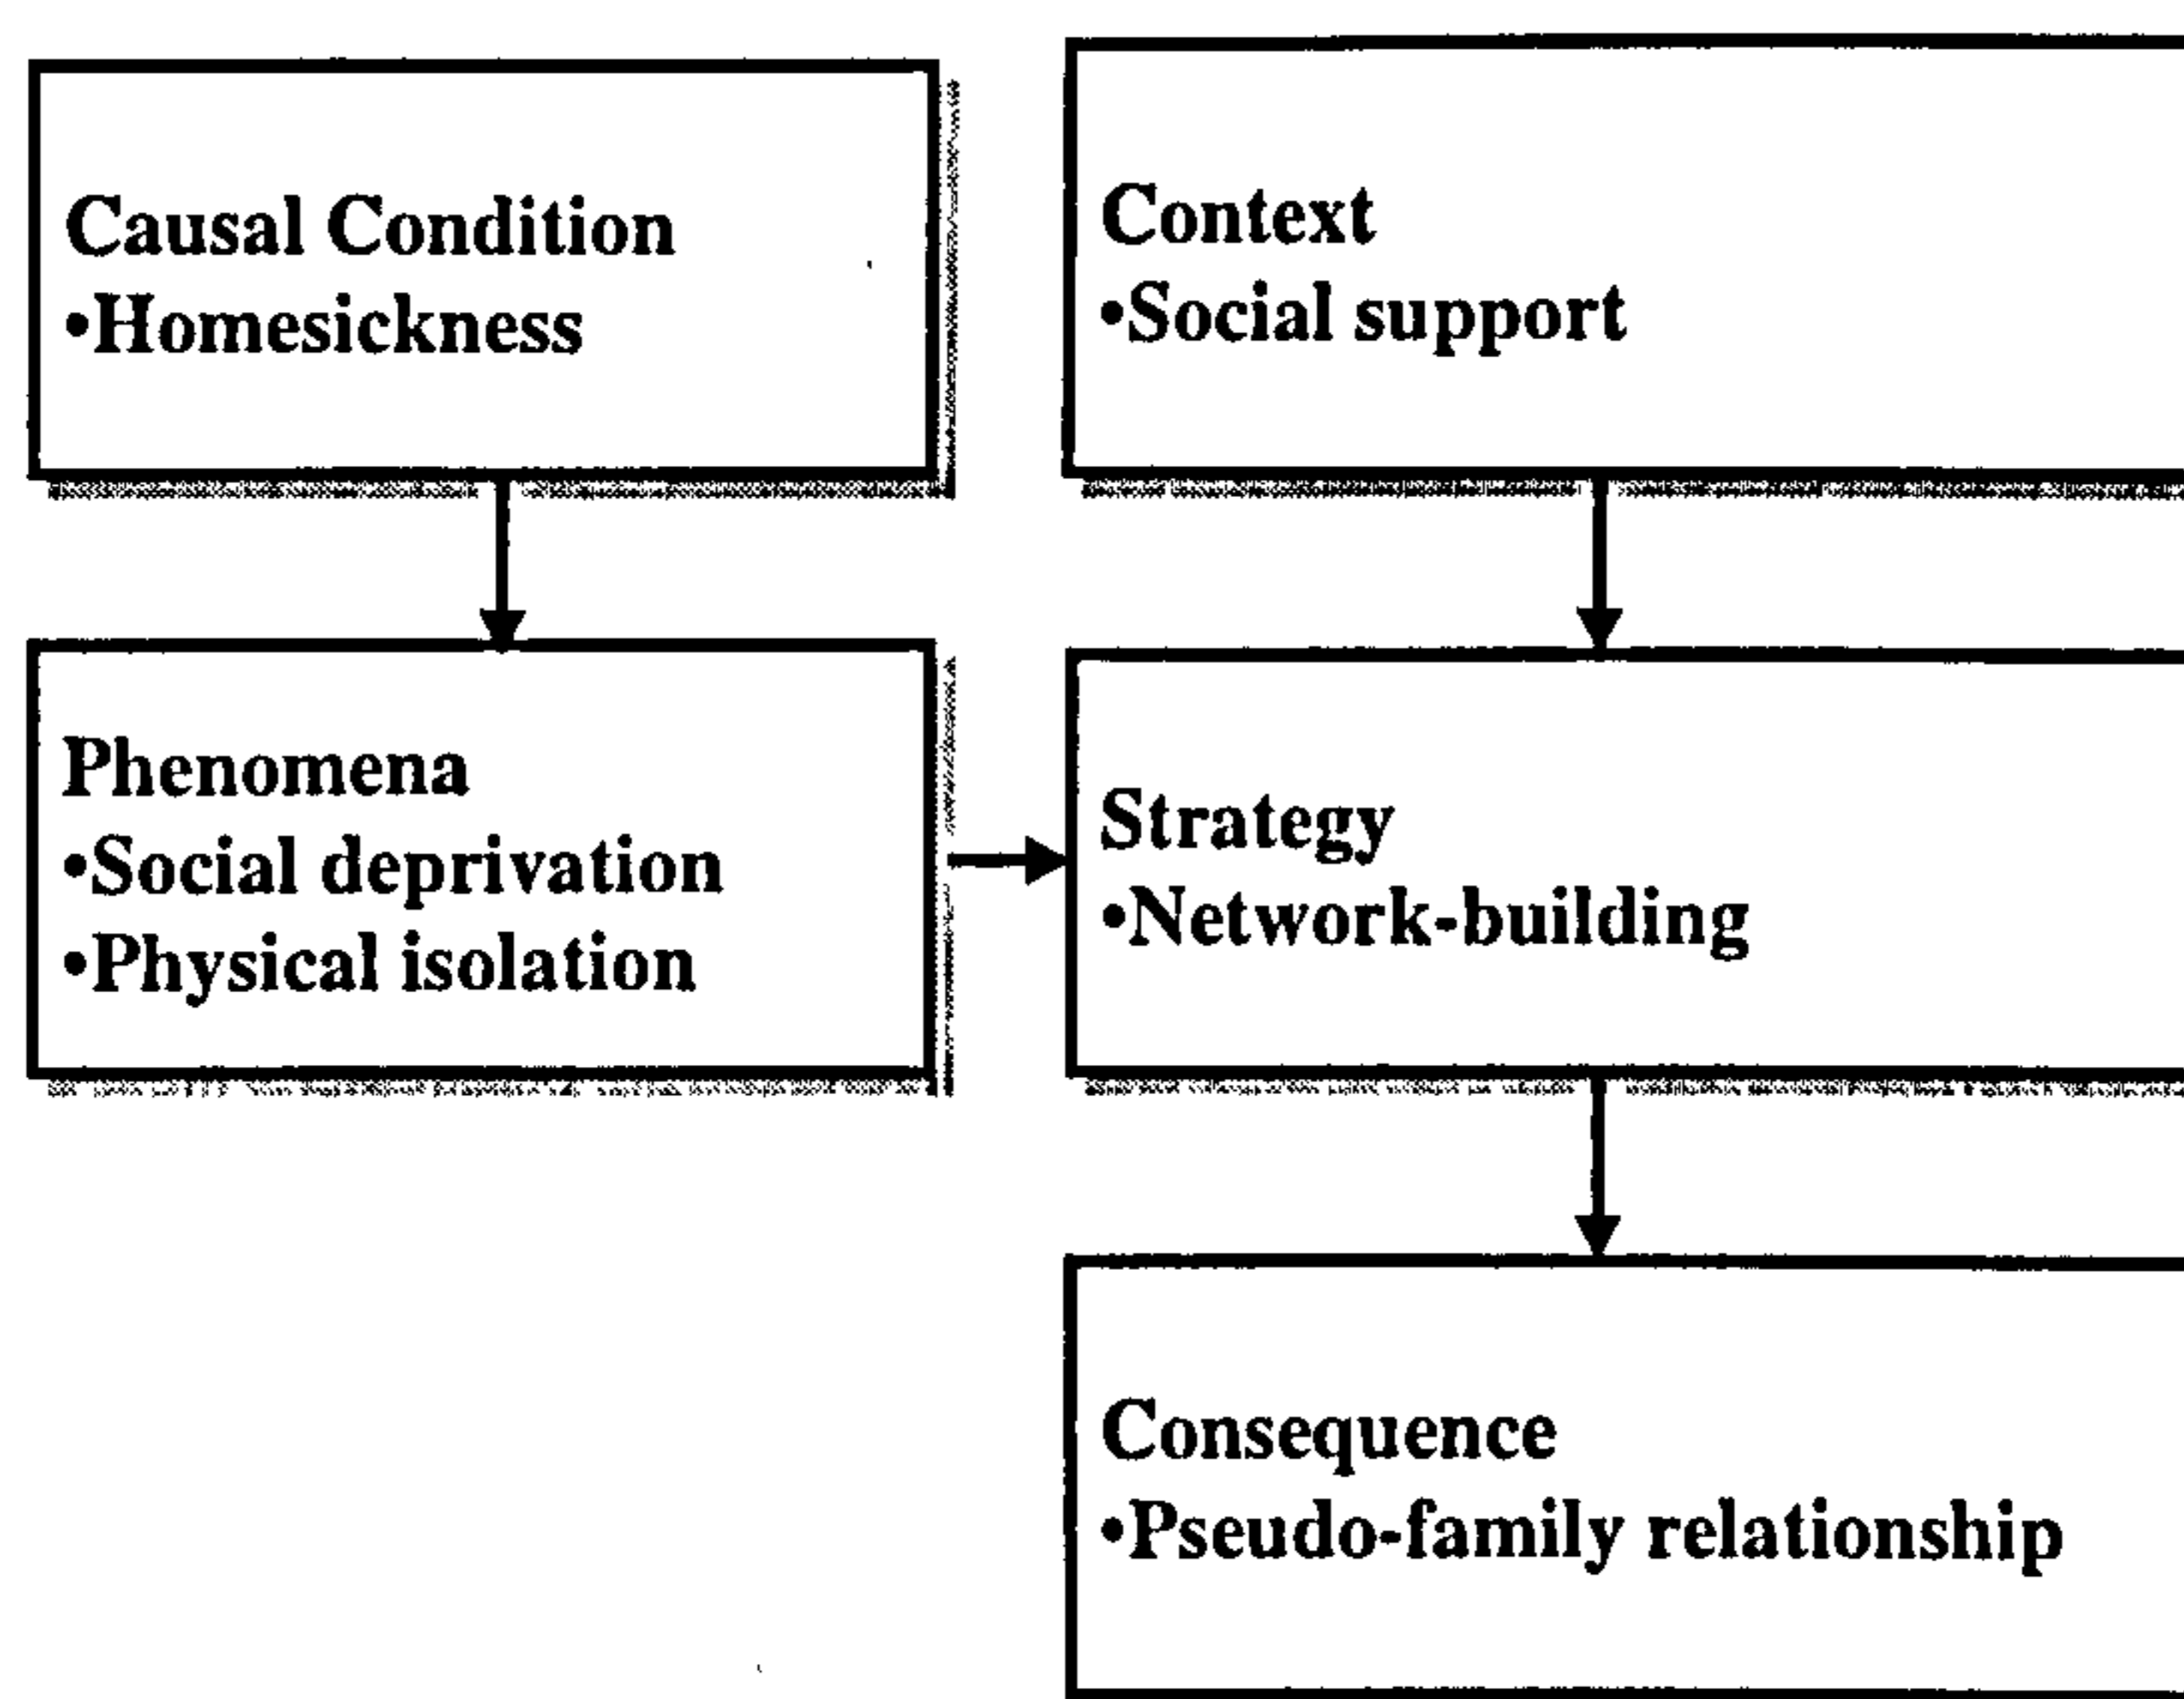 Causal Condition
•Homesickness
Context
•Social support
Phenomena
•Social deprivation
•Physical isolation
Strategy
•Network-building
Consequence
•Pseudo-family relationship